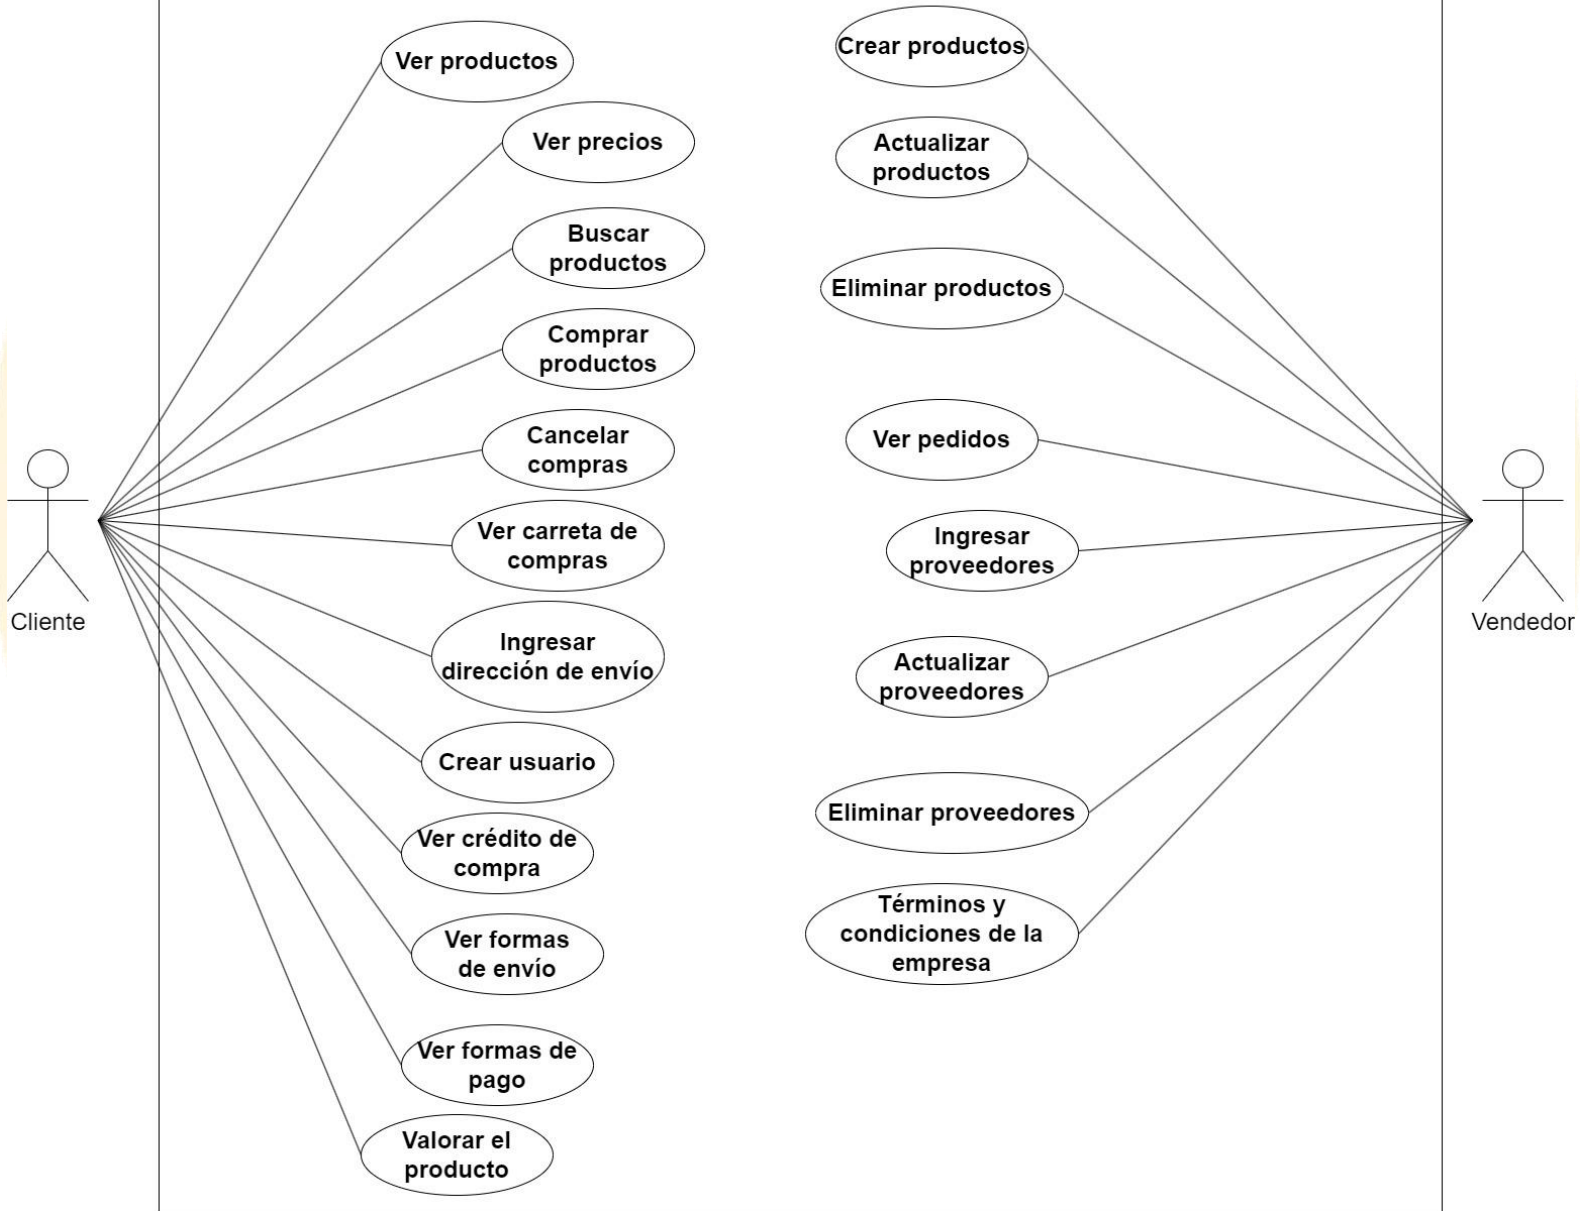 Ver productos
Ver precios
Buscar
productos
Comprar
productos
Cancelar
compras
Ver carreta de
compras
Ingresar
dirección de envío
Crear usuario
Ver crédito de
compra
Ver formas
de envío
Ver formas de
pago
Valorar el
producto
Cliente
Crear productos
Actualizar
productos
Eliminar productos
Ver pedidos
Ingresar
proveedores
Actualizar
proveedores
Eliminar proveedores
Términos y
condiciones de la
empresa
Vendedor